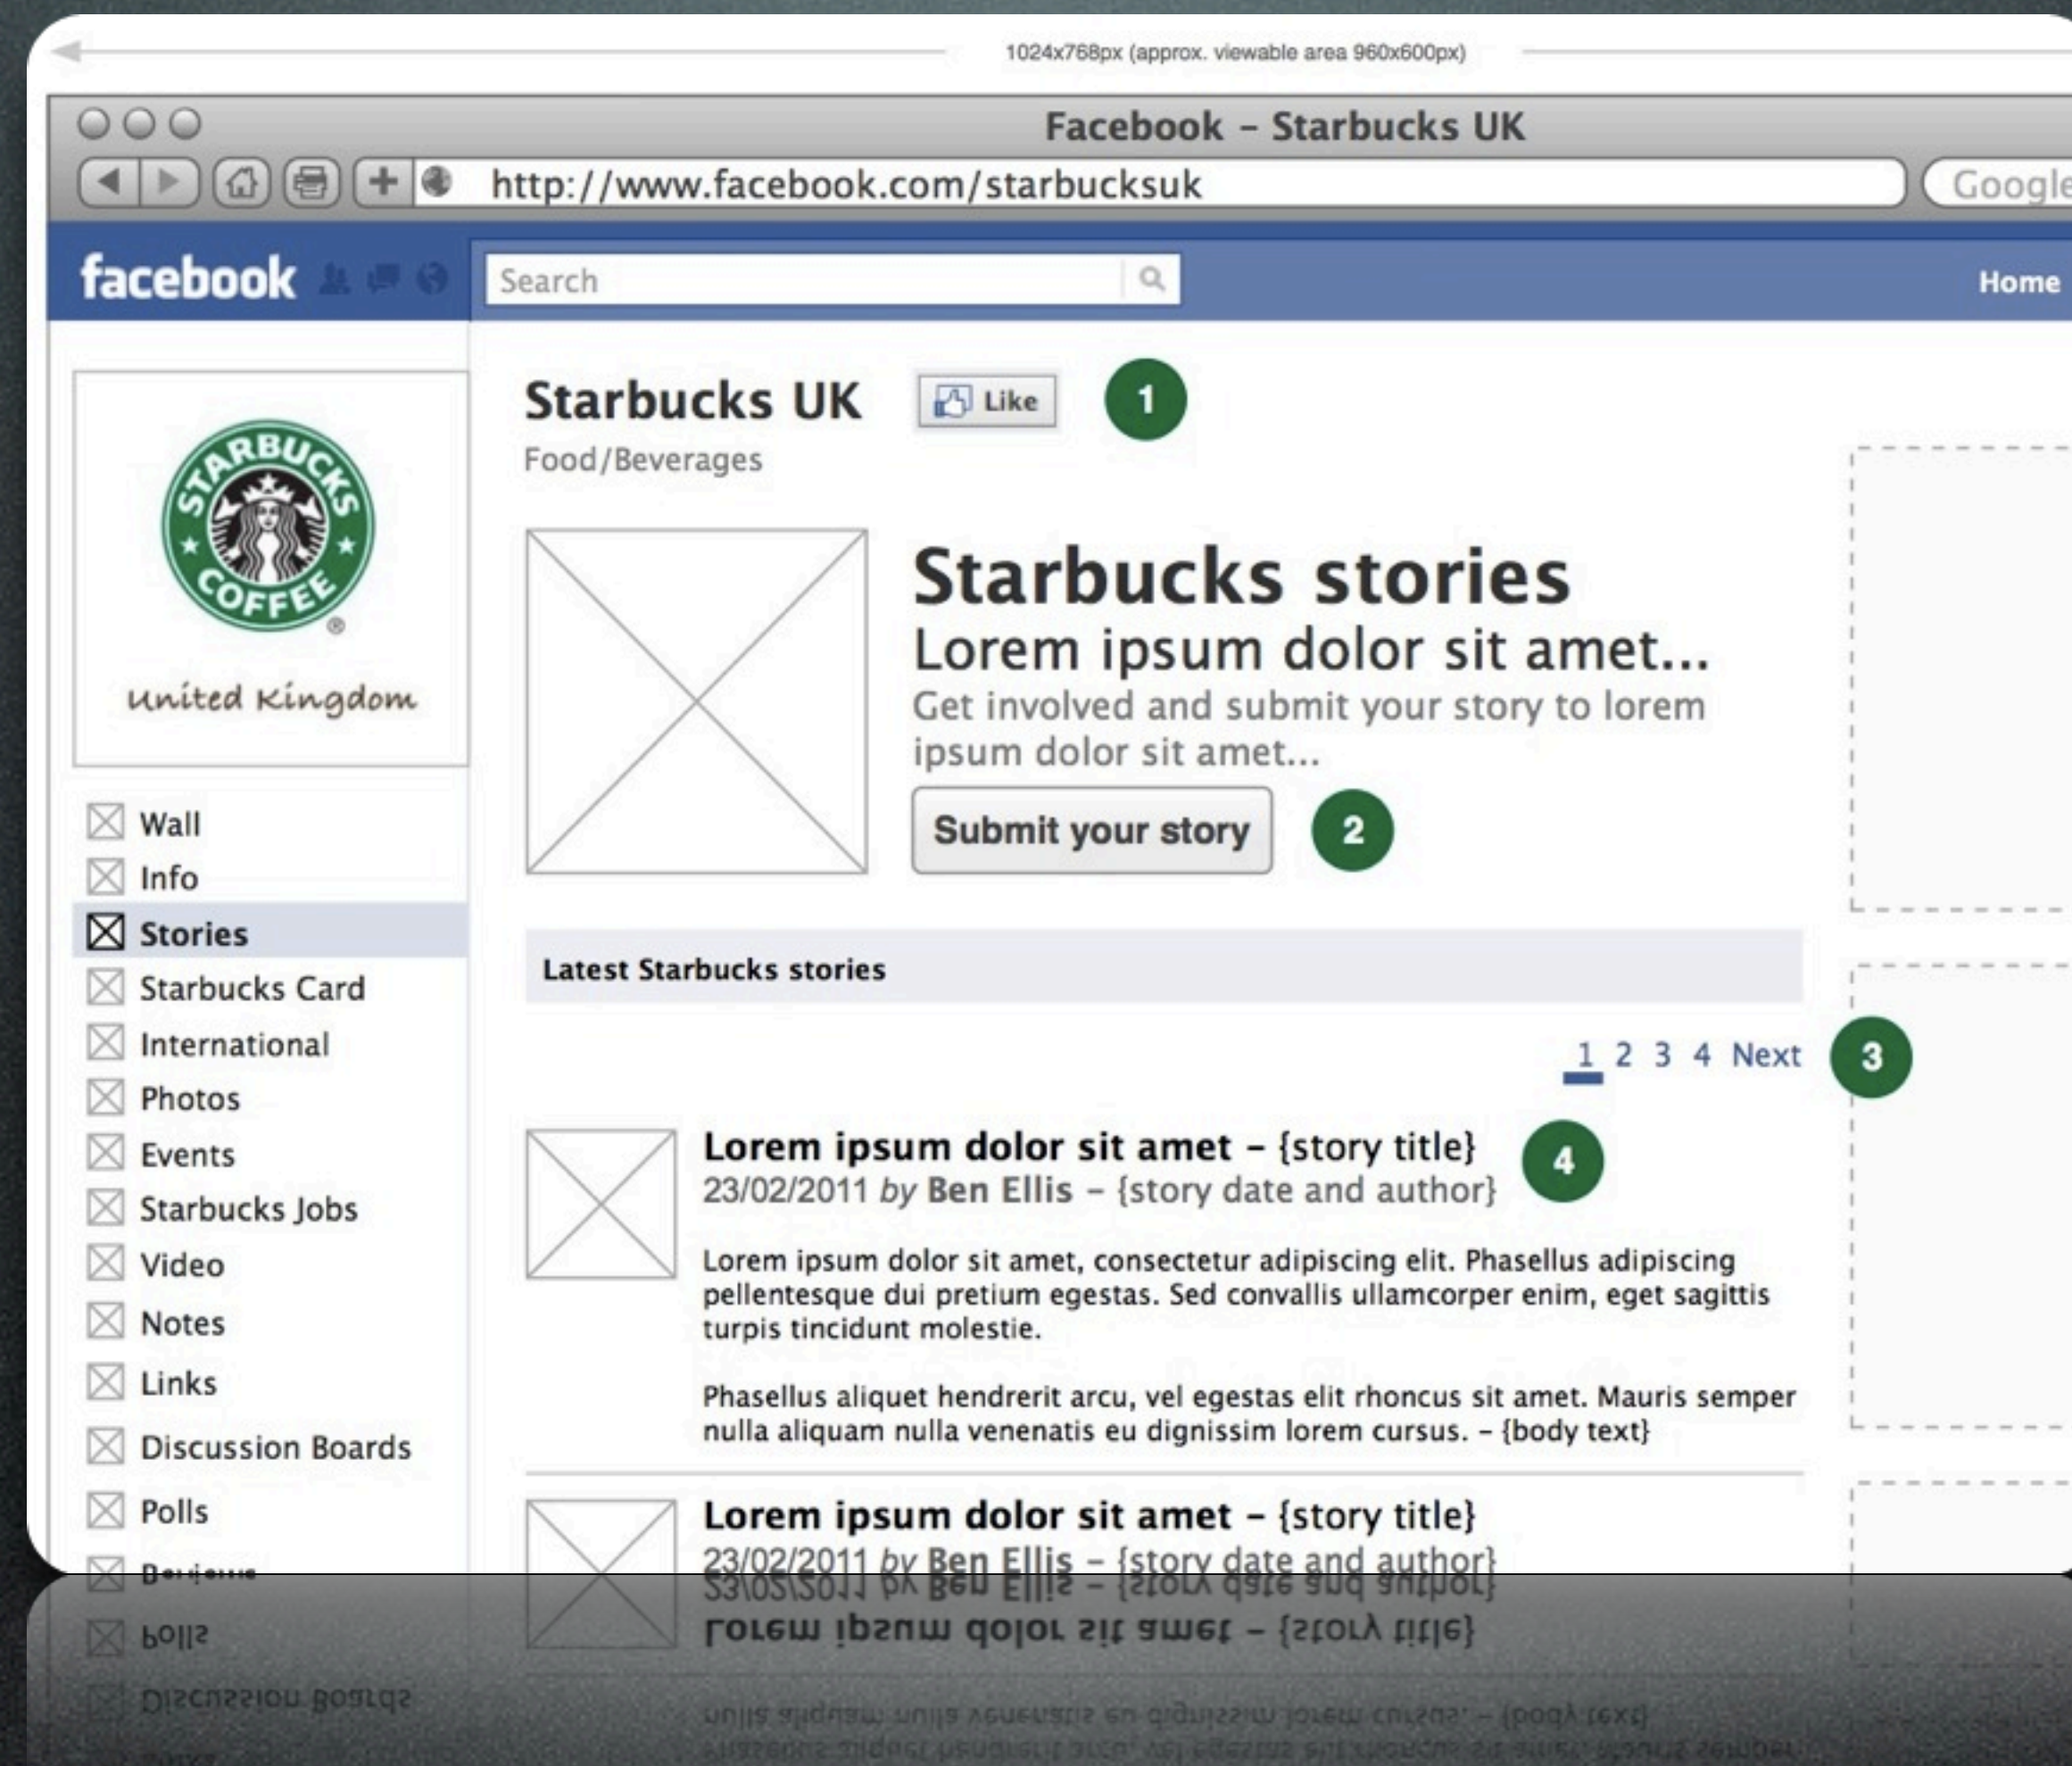 1024x768px (approx. viewable area 960x600px)
Facebook – Starbucks UK
http://www.facebook.com/starbucksuk
Google
facebook
Search
Home
STARBUCKS
COFFEE
®
United Kingdom
Wall
Info
Stories
Starbucks Card
International
Photos
Events
Starbucks Jobs
Video
Notes
Links
Discussion Boards
Polls
Starbucks UK
Like
1
Food/Beverages
Starbucks stories
Lorem ipsum dolor sit amet...
Get involved and submit your story to lorem
ipsum dolor sit amet...
Submit your story
2
Latest Starbucks stories
1 2 3 4 Next
3
Lorem ipsum dolor sit amet – {story title}
4
23/02/2011 by Ben Ellis – {story date and author}
Lorem ipsum dolor sit amet, consectetur adipiscing elit. Phasellus adipiscing
pellentesque dui pretium egestas. Sed convallis ullamcorper enim, eget sagittis
turpis tincidunt molestie.
Phasellus aliquet hendrerit arcu, vel egestas elit rhoncus sit amet. Mauris semper
nulla aliquam nulla venenatis eu dignissim lorem cursus. – {body text}
Lorem ipsum dolor sit amet – {story title}
23/02/2011 by Ben Ellis – {story date and author}